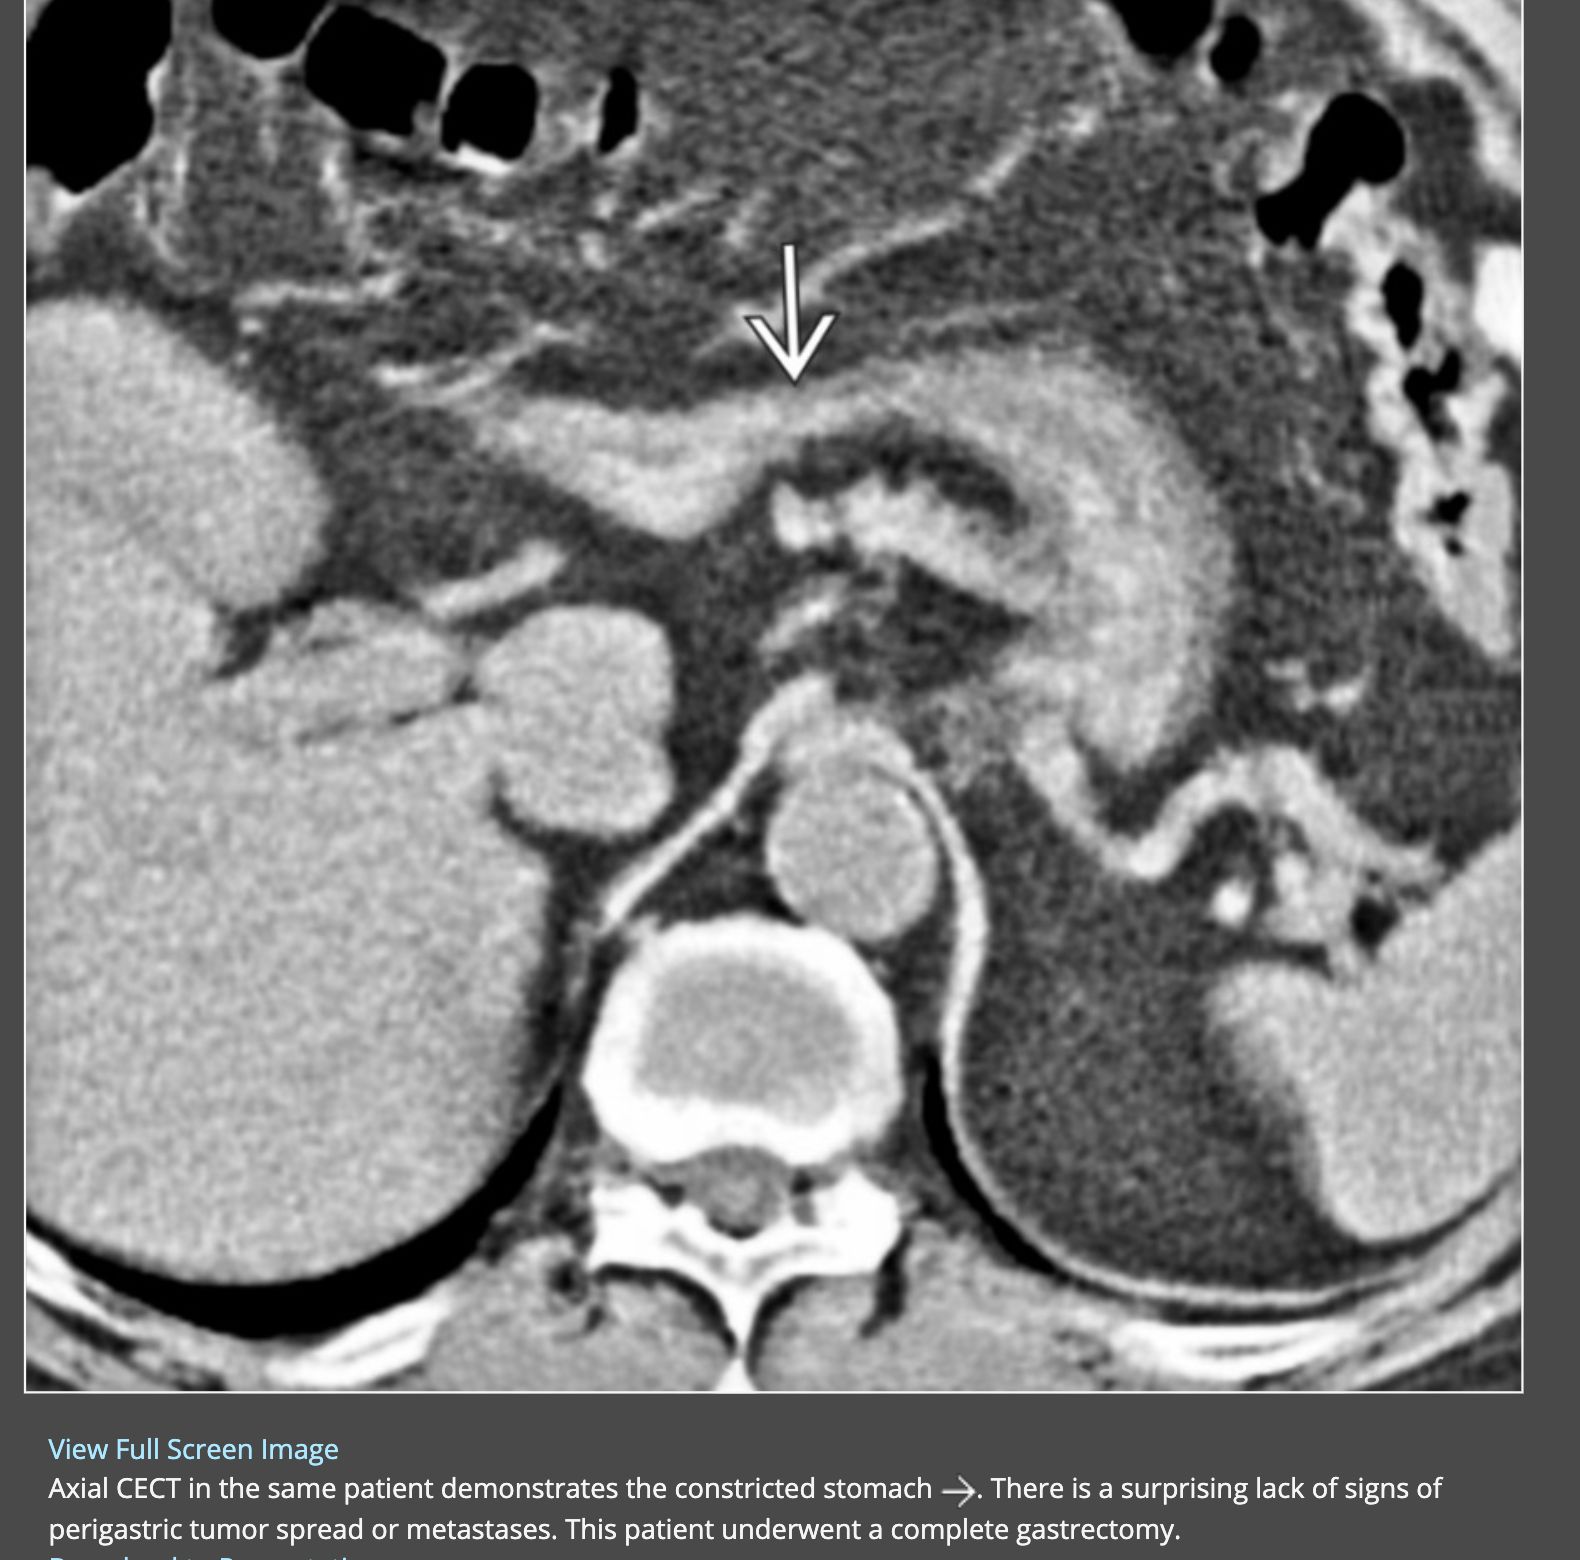 View Full Screen Image
Axial CECT in the same patient demonstrates the constricted stomach →. There is a surprising lack of signs of
perigastric tumor spread or metastases. This patient underwent a complete gastrectomy.